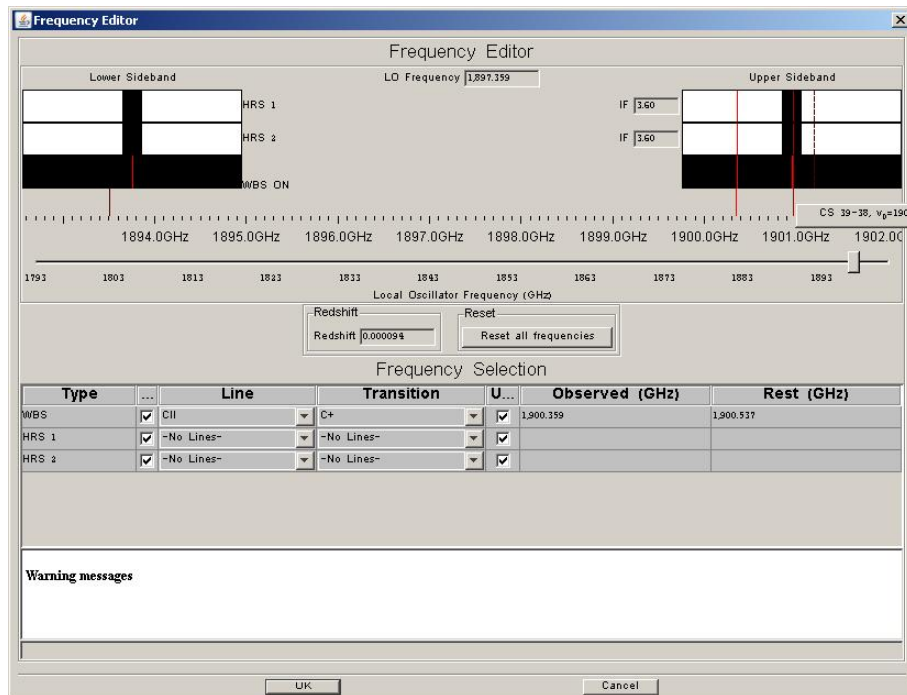 Frequency Editor
Frequency Editor
Lower Sideband
LO Frequency 1,897.359
Upper Sideband
HRS 1
IF 3.60
HRS 2
IF 3.60
WBS ON
CS 39-38, v0=190
1894.0GHz 1895.0GHz 1896.0GHz 1897.0GHz 1898.0GHz 1899.0GHz 1900.0GHz 1901.0GHz 1902.0G
1793 1803 1813 1823 1833 1843 1853 1863 1873 1883 1893
Local Oscillator Frequency (GHz)
Redshift
Reset
Redshift 0.000094
Reset all frequencies
Frequency Selection
Type ... Line Transition U... Observed (GHz) Rest (GHz)
WBS CII C+ 1,900.359 1,900.537
HRS 1 -No Lines- -No Lines-
HRS 2 -No Lines- -No Lines-
Warning messages
OK Cancel